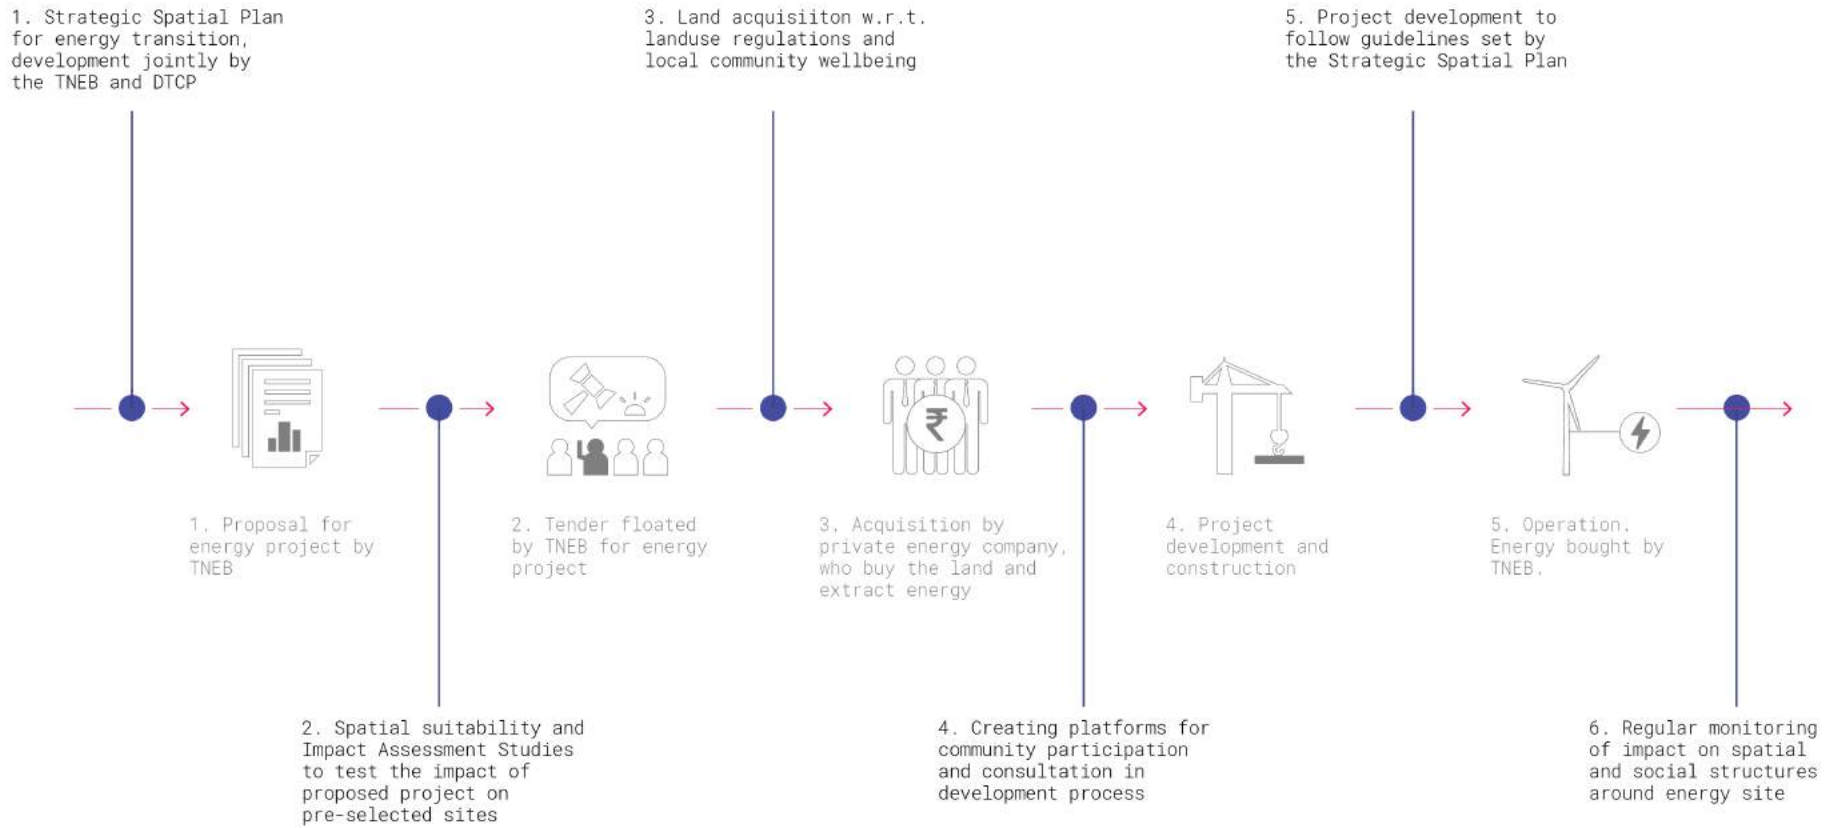 1. Strategic Spatial Plan
for energy transition,
development jointly by
the TNEB and DTCP
3. Land acquisiiton w.r.t.
landuse regulations and
local community wellbeing
5. Project development to
follow guidelines set by
the Strategic Spatial Plan
₹
1. Proposal for
energy project by
TNEB
2. Tender floated
by TNEB for energy
project
3. Acquisition by
private energy company,
who buy the land and
extract energy
4. Project
development and
construction
5. Operation.
Energy bought by
TNEB.
2. Spatial suitability and
Impact Assessment Studies
to test the impact of
proposed project on
pre-selected sites
4. Creating platforms for
community participation
and consultation in
development process
6. Regular monitoring
of impact on spatial
and social structures
around energy site